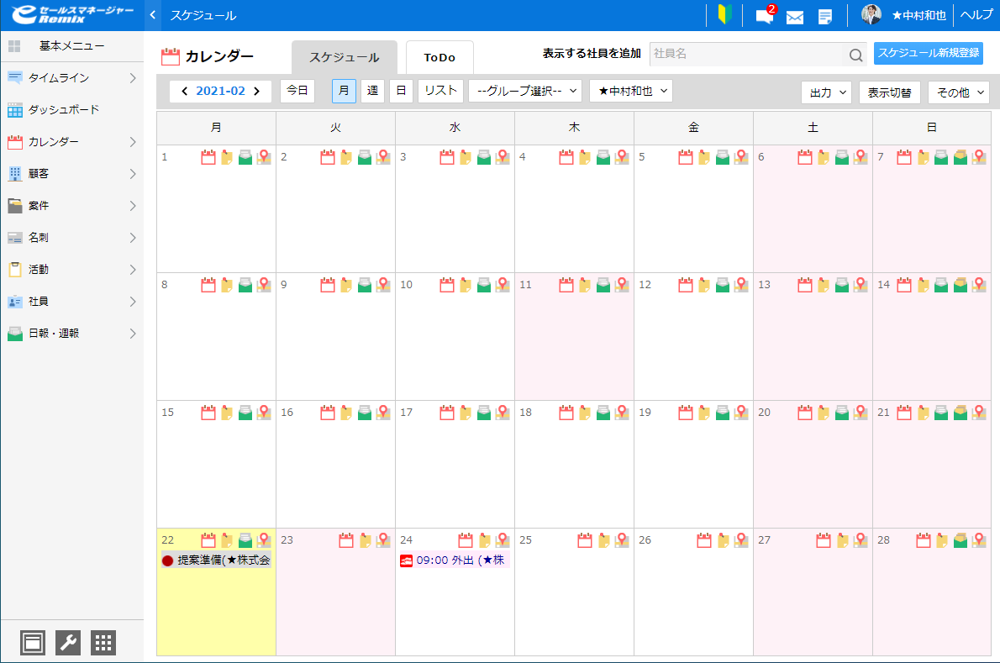 セールスマネージャー
Remix
スケジュール
2
★中村和也
ヘルプ
基本メニュー
タイムライン
ダッシュボード
カレンダー
顧客
案件
名刺
活動
社員
日報・週報
カレンダー
スケジュール
ToDo
表示する社員を追加
社員名
スケジュール新規登録
2021-02
今日
月
週
日
リスト
--グループ選択--
★中村和也
出力
表示切替
その他
月
火
水
木
金
土
日
1
2
3
4
5
6
7
8
9
10
11
12
13
14
15
16
17
18
19
20
21
22
23
24
25
26
27
28
提案準備(★株式会
09:00 外出 (★株